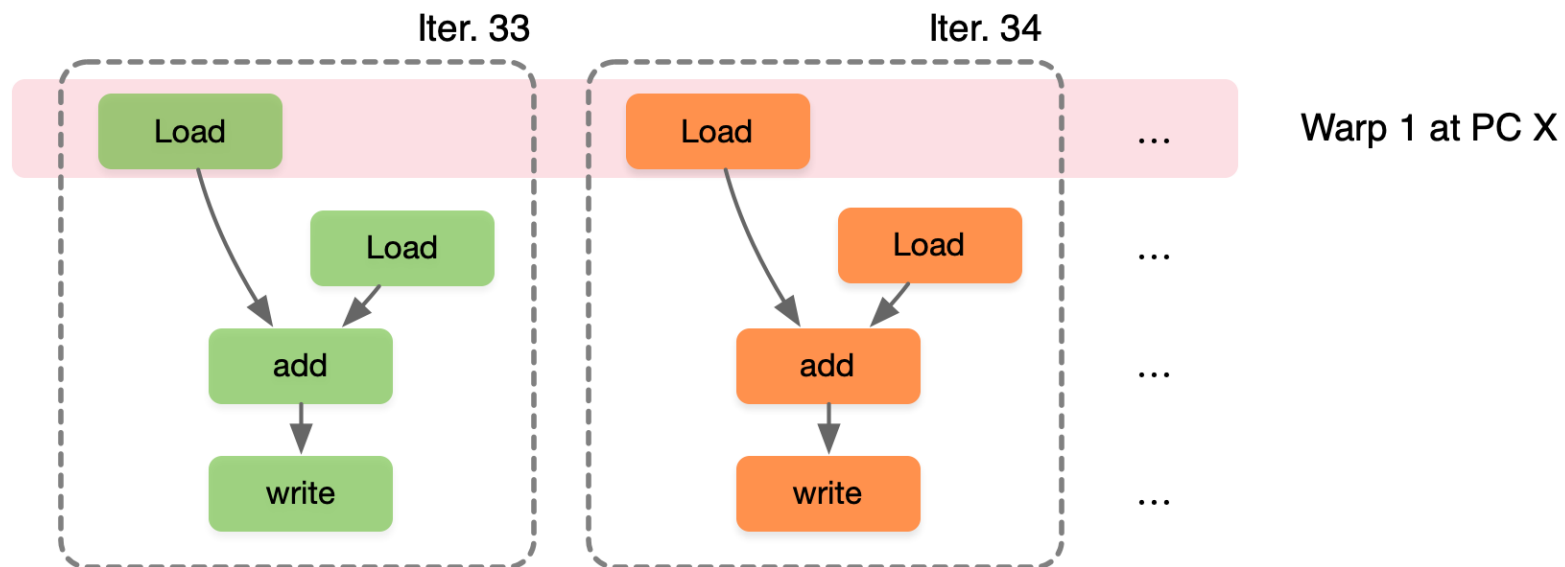 Iter. 33 Iter. 34
Load Load ... Warp 1 at PC X
Load Load ...
add add ...
write write ...